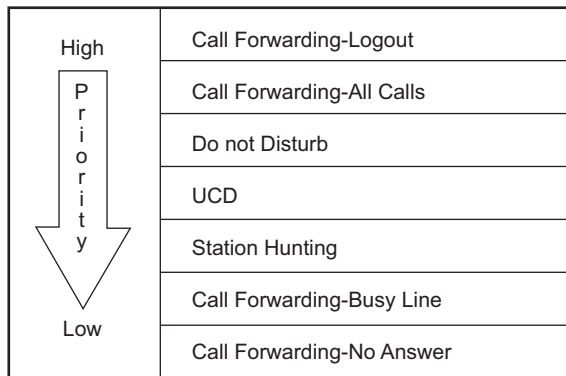 High
Priority
Low
Call Forwarding-Logout
Call Forwarding-All Calls
Do not Disturb
UCD
Station Hunting
Call Forwarding-Busy Line
Call Forwarding-No Answer